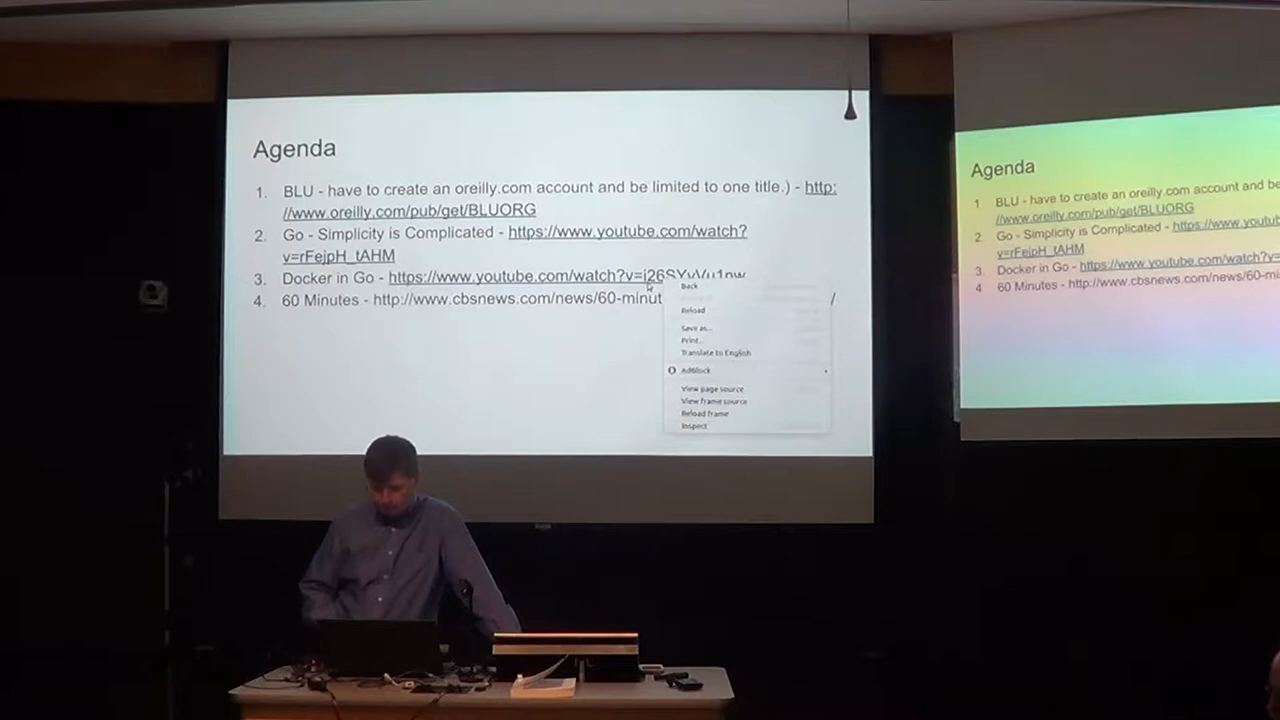 Agenda
1. BLU - have to create an oreilly.com account and be limited to one title.) - http:
//www.oreilly.com/pub/get/BLUORG
2. Go - Simplicity is Complicated - https://www.youtube.com/watch?
v=rFejpH_tAHM
3. Docker in Go - https://www.youtube.com/watch?v=i26SYvVu1nw
4. 60 Minutes - http://www.cbsnews.com/news/60-minut /
Back
Reload
Save as...
Print...
Translate to English
AdBlock
View page source
View frame source
Reload frame
Inspect
Agenda
1 BLU - have to create an oreilly.com account and be
//www.oreilly.com/pub/get/BLUORG
2. Go - Simplicity is Complicated - https://www.youtub
v=rFejpH_tAHM
3. Docker in Go - https://www.youtube.com/watch?v=
4 60 Minutes - http://www.cbsnews.com/news/60-mi